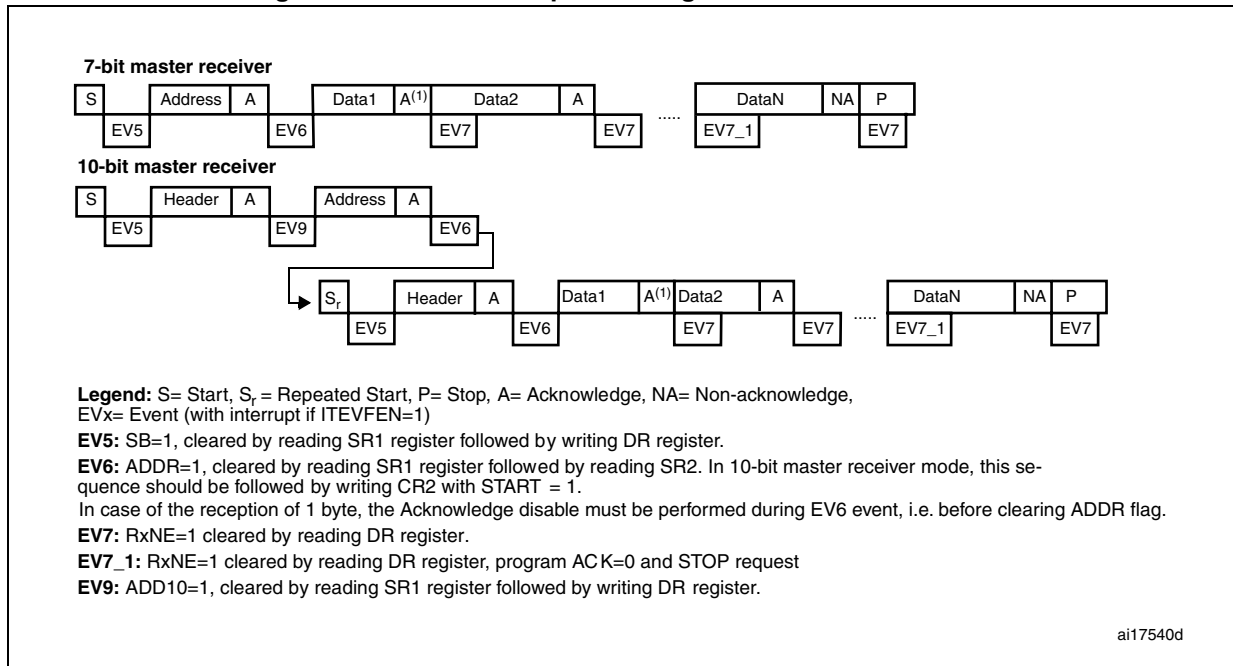 7-bit master receiver
S Address A Data1 A(1) Data2 A ..... DataN NA P
EV5 EV6 EV7 EV7 EV7_1 EV7
10-bit master receiver
S Header A Address A
EV5 EV9 EV6
Sr Header A Data1 A(1) Data2 A ..... DataN NA P
EV5 EV6 EV7 EV7 EV7_1 EV7
Legend: S= Start, Sr = Repeated Start, P= Stop, A= Acknowledge, NA= Non-acknowledge,
EVx= Event (with interrupt if ITEVFEN=1)
EV5: SB=1, cleared by reading SR1 register followed by writing DR register.
EV6: ADDR=1, cleared by reading SR1 register followed by reading SR2. In 10-bit master receiver mode, this se-
quence should be followed by writing CR2 with START = 1.
In case of the reception of 1 byte, the Acknowledge disable must be performed during EV6 event, i.e. before clearing ADDR flag.
EV7: RxNE=1 cleared by reading DR register.
EV7_1: RxNE=1 cleared by reading DR register, program ACK=0 and STOP request
EV9: ADD10=1, cleared by reading SR1 register followed by writing DR register.
ai17540d